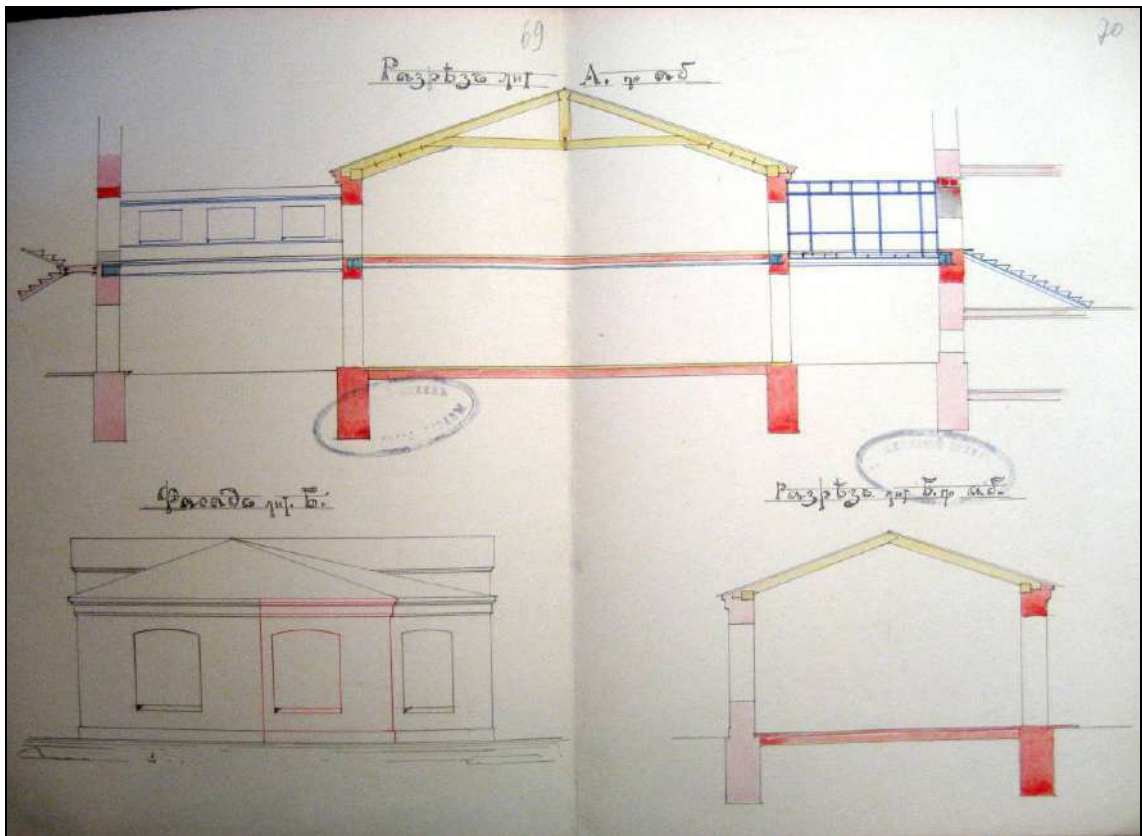 69
70
Разрѣзъ лит А. по аб
Фасадъ лит. Б.
Разрѣзъ лит Б. по аб.